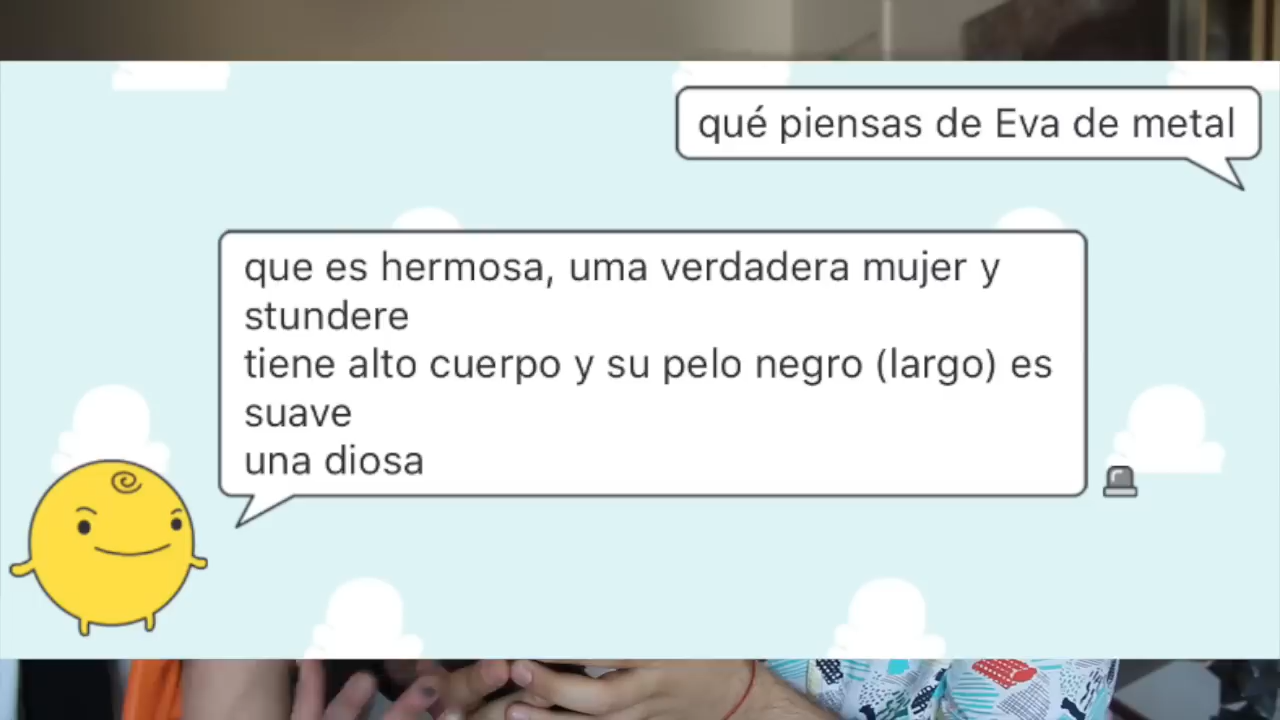 qué piensas de Eva de metal
que es hermosa, uma verdadera mujer y
stundere
tiene alto cuerpo y su pelo negro (largo) es
suave
una diosa